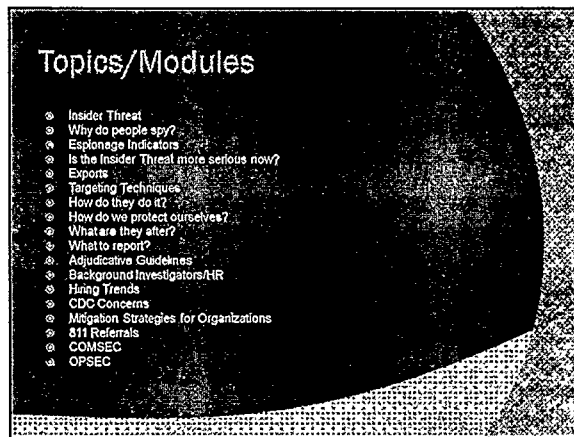 Topics/Modules
Insider Threat
Why do people spy?
Espionage Indicators
Is the Insider Threat more serious now?
Exports
Targeting Techniques
How do they do it?
How do we protect ourselves?
What are they after?
What to report?
Adjudicative Guidelines
Background Investigators/HR
Hiring Trends
CDC Concerns
Mitigation Strategies for Organizations
811 Referrals
COMSEC
OPSEC